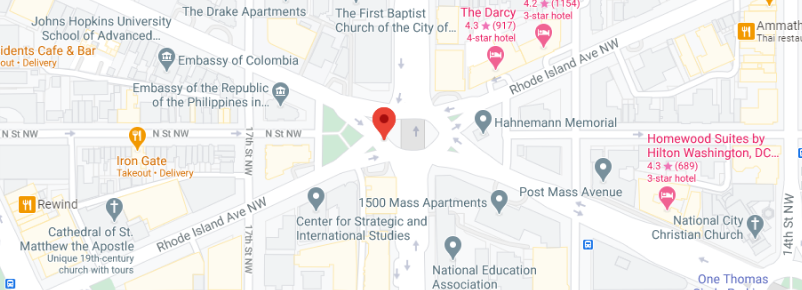 Johns Hopkins University
School of Advanced...
The Drake Apartments
The First Baptist
Church of the City of...
The Darcy
4.3 ★ (917)
4-star hotel
4.2 ★ (1154)
3-star hotel
Ammath
Thai restau
idents Cafe & Bar
out • Delivery
Embassy of Colombia
Embassy of the Republic
of the Philippines in...
Rhode Island Ave NW
Hahnemann Memorial
N St NW
N St NW
N St NW
17th St NW
Iron Gate
Takeout • Delivery
Homewood Suites by
Hilton Washington, DC...
4.3 ★ (689)
3-star hotel
Rewind
Cathedral of St.
Matthew the Apostle
Unique 19th-century
church with tours
Rhode Island Ave NW
17th St NW
Center for Strategic and
International Studies
1500 Mass Apartments
Post Mass Avenue
National City
Christian Church
14th St NW
National Education
Association
One Thomas